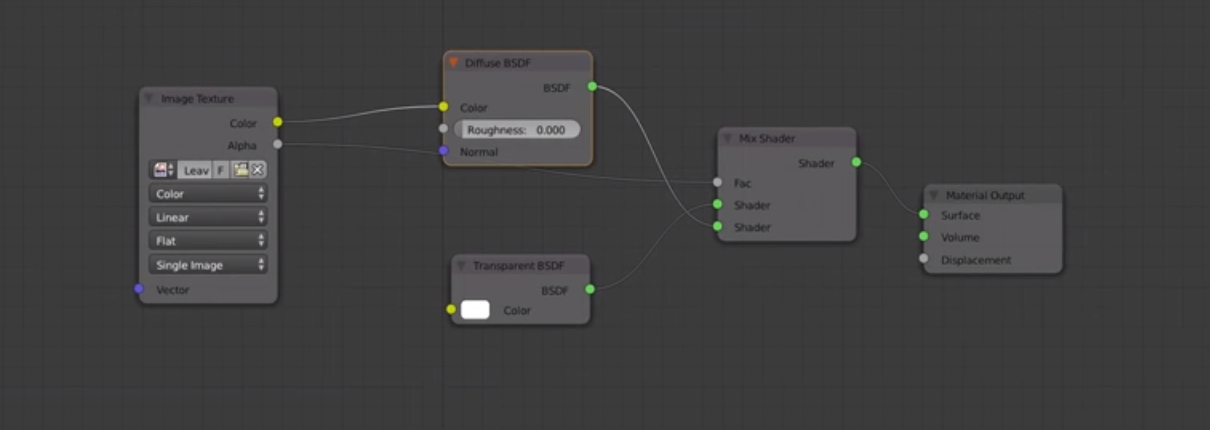 Image Texture
Color
Alpha
Leav F
Color
Linear
Flat
Single Image
Vector
Diffuse BSDF
BSDF
Color
Roughness: 0.000
Normal
Transparent BSDF
BSDF
Color
Mix Shader
Shader
Fac
Shader
Shader
Material Output
Surface
Volume
Displacement